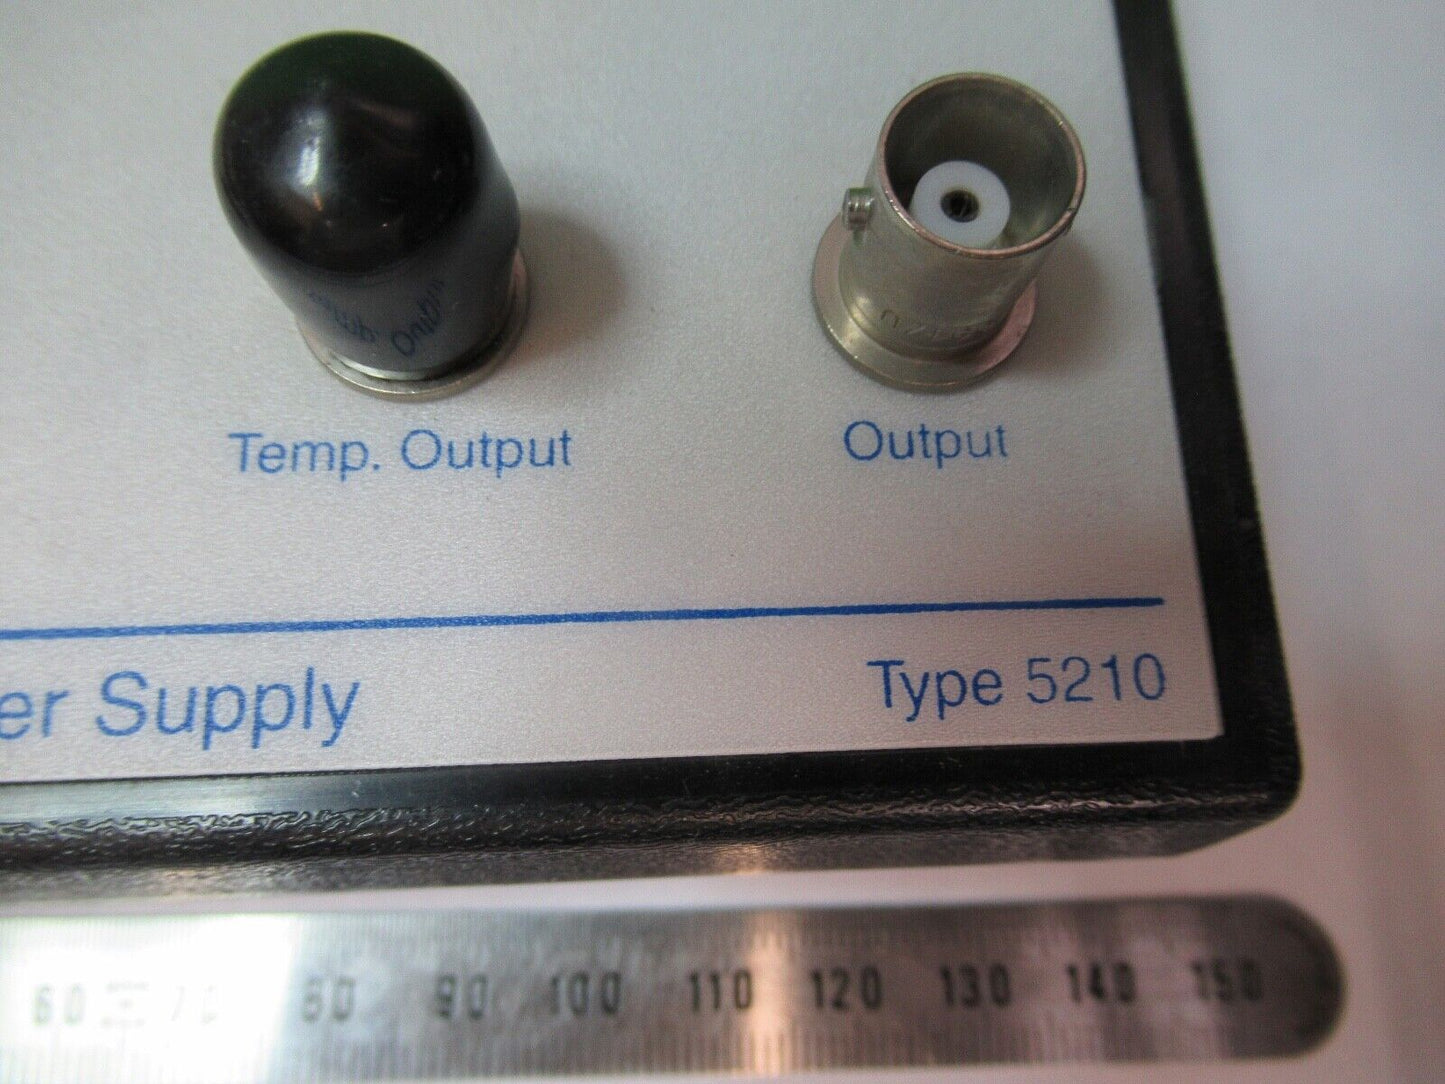 Temp. Output
Output
er Supply
Type 5210
60 70 80 90 100 110 120 130 140 150